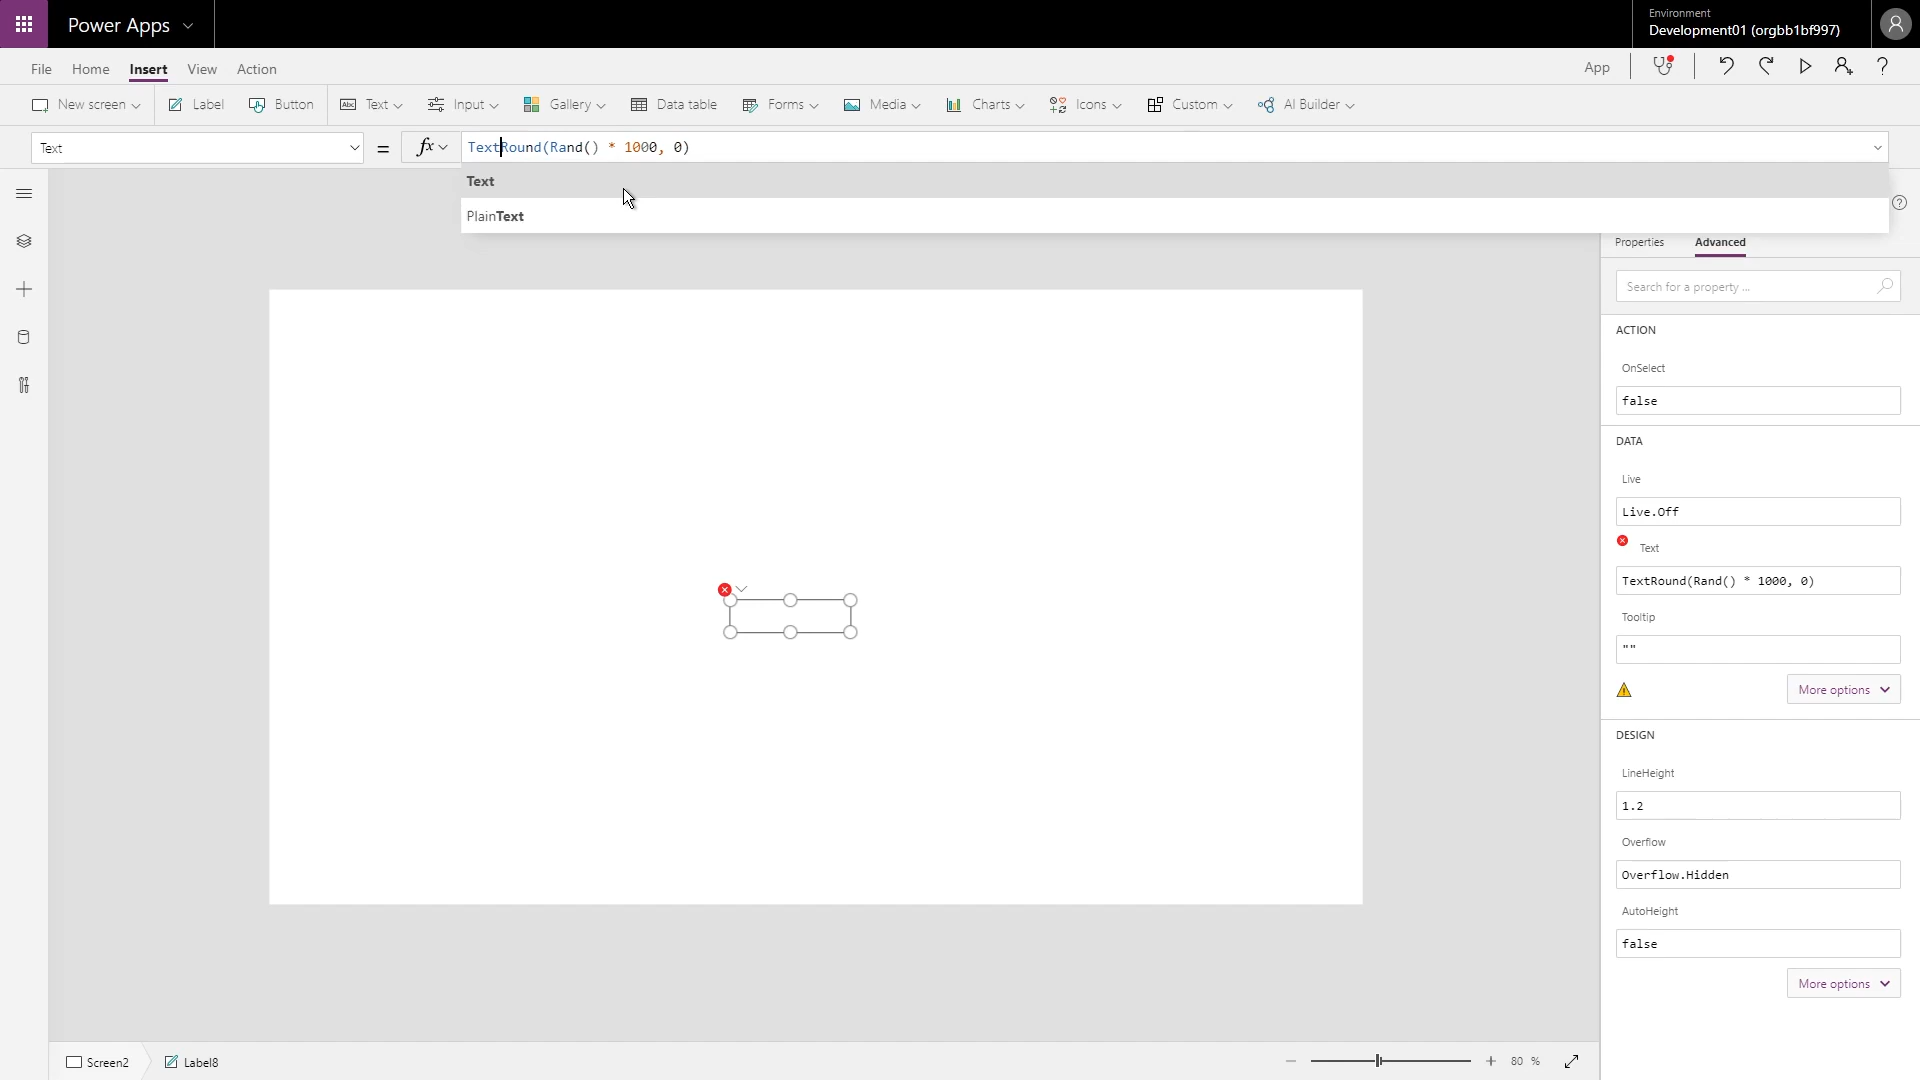 Power Apps
Environment
Development01 (orgbb1bf997)
File Home Insert View Action App
New screen Label Button Text Input Gallery Data table Forms Media Charts Icons Custom AI Builder
Text = fx TextRound(Rand() * 1000, 0)
Text
PlainText
Properties Advanced
Search for a property ...
ACTION
OnSelect
false
DATA
Live
Live.Off
Text
TextRound(Rand() * 1000, 0)
Tooltip
""
More options
DESIGN
LineHeight
1.2
Overflow
Overflow.Hidden
AutoHeight
false
More options
Screen2 Label8 80 %